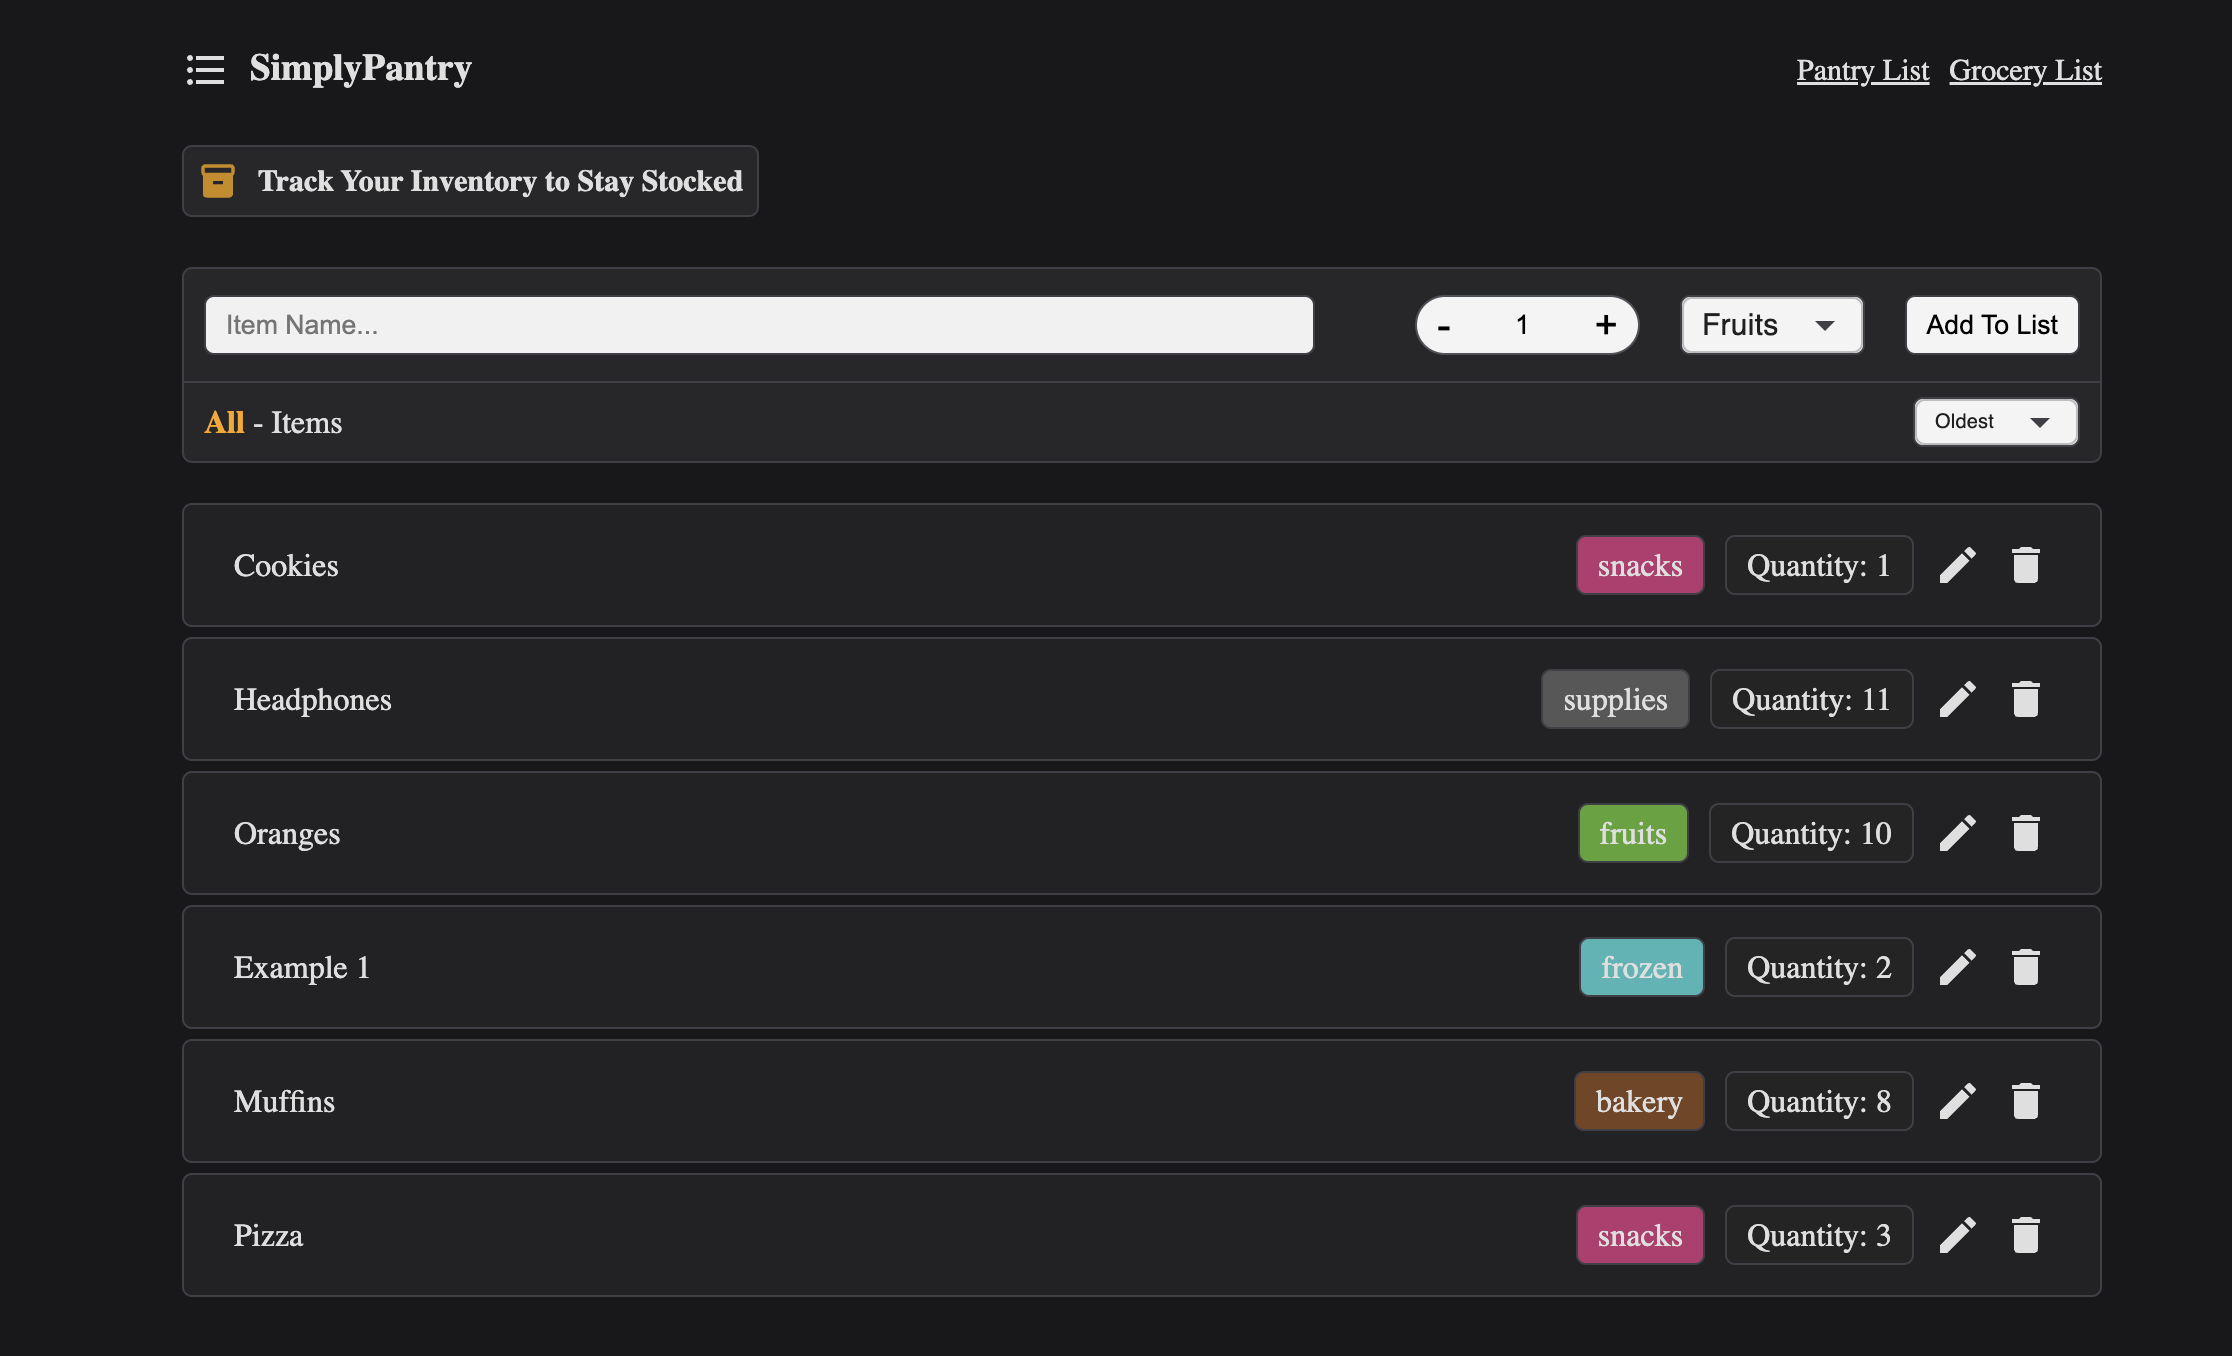 SimplyPantry
Pantry List Grocery List
Track Your Inventory to Stay Stocked
Item Name... - 1 + Fruits Add To List
All - Items Oldest
Cookies snacks Quantity: 1
Headphones supplies Quantity: 11
Oranges fruits Quantity: 10
Example 1 frozen Quantity: 2
Muffins bakery Quantity: 8
Pizza snacks Quantity: 3